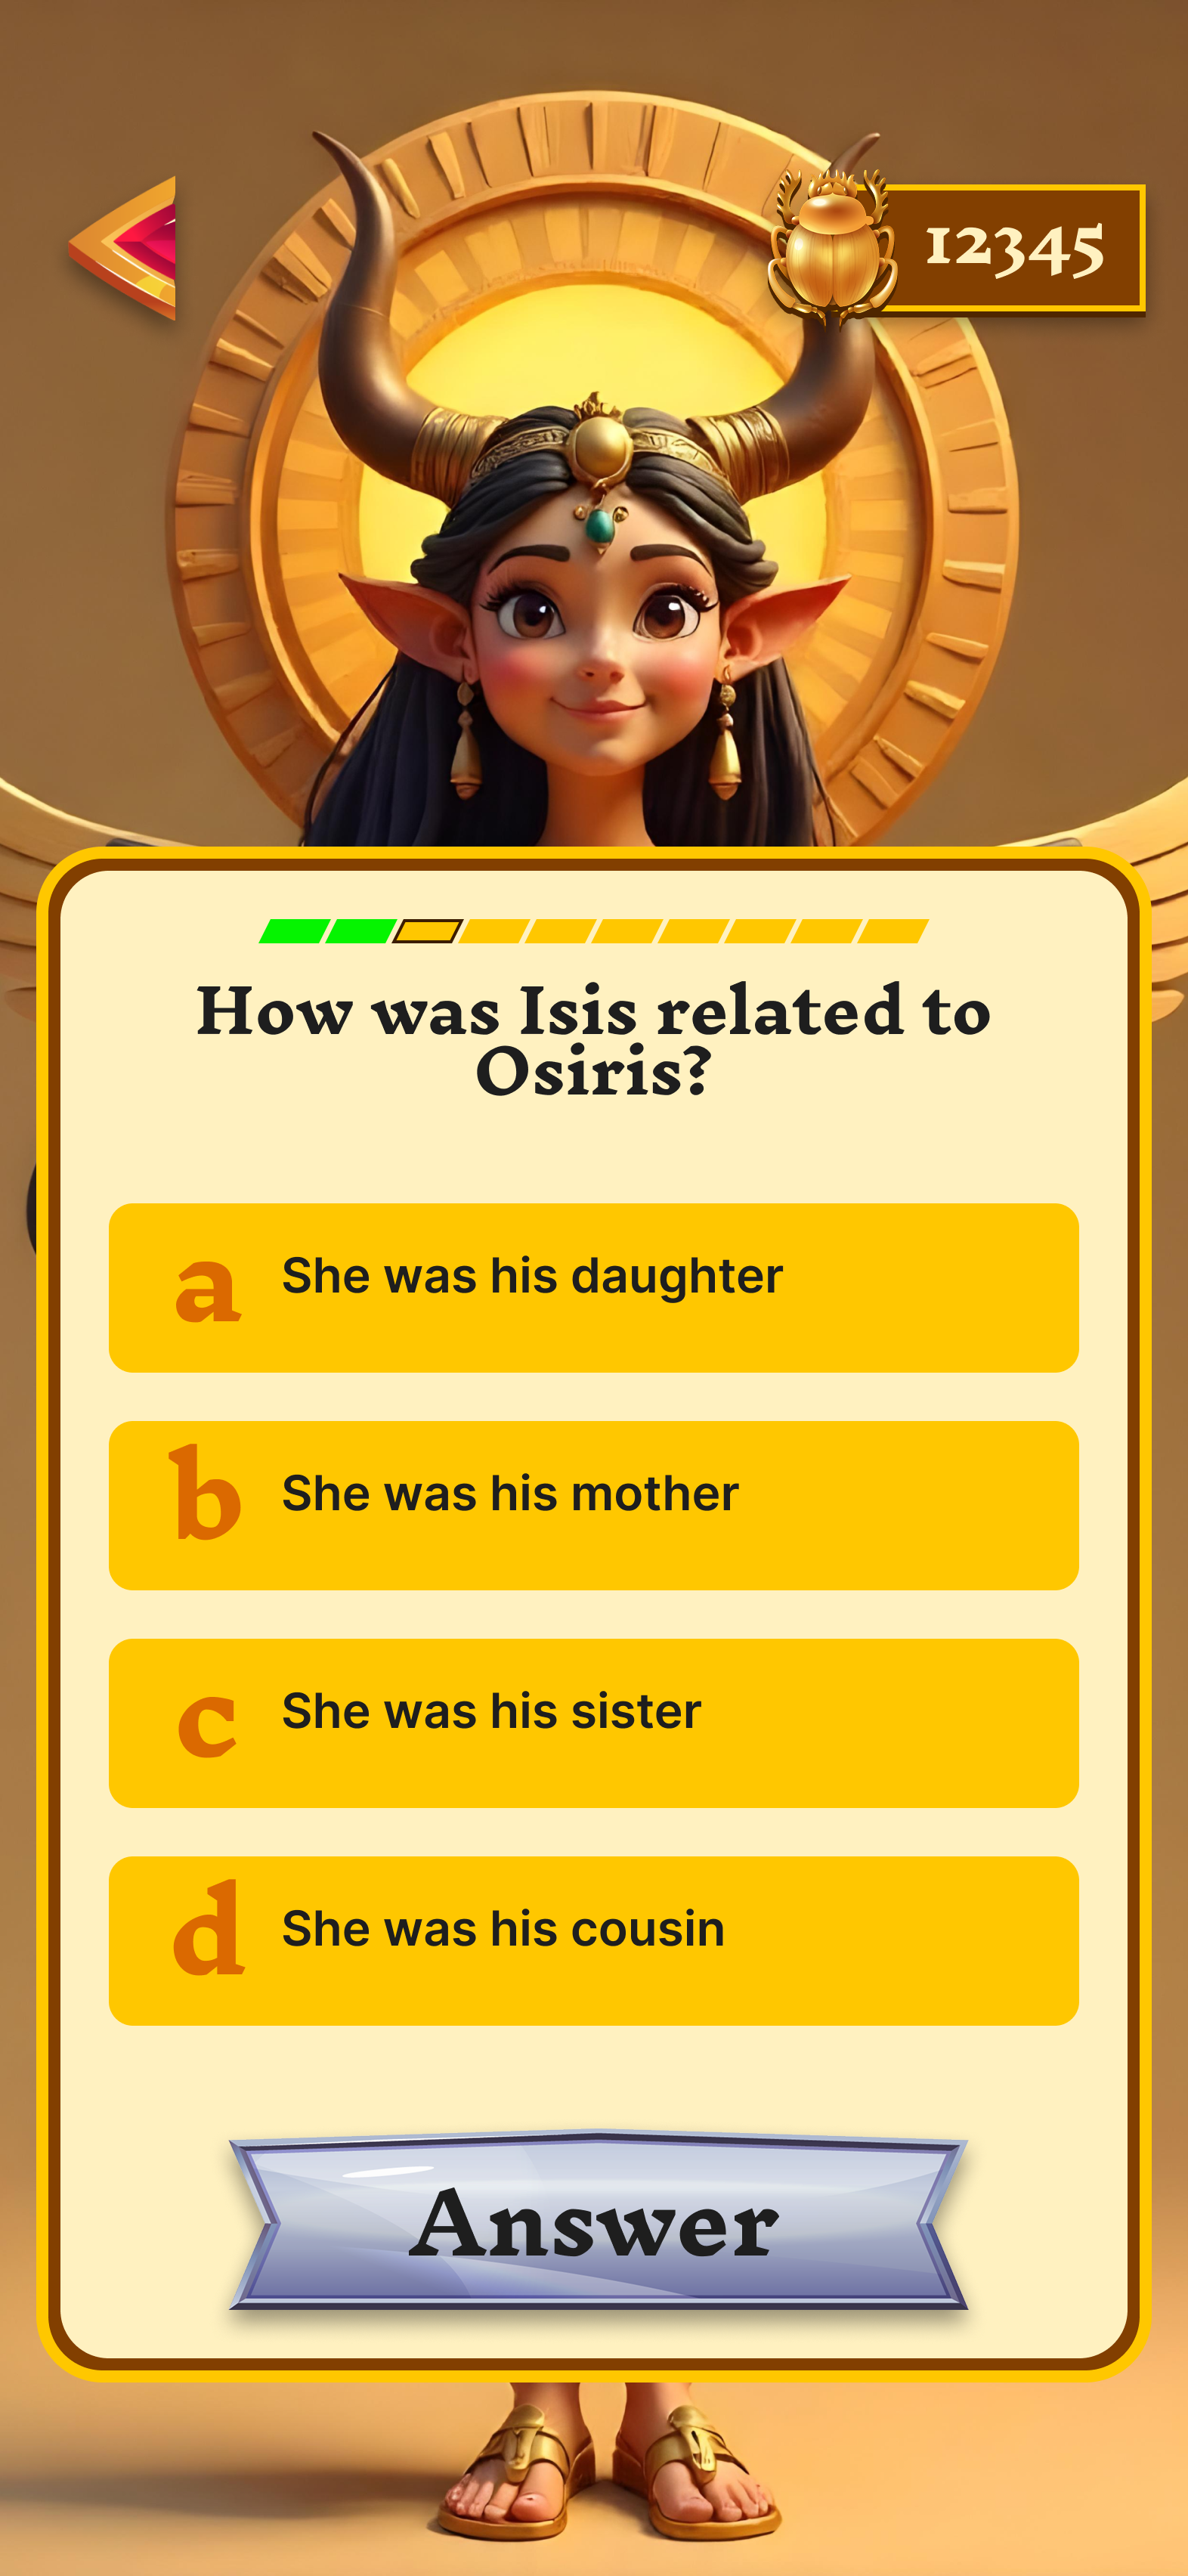 12345
How was Isis related to
Osiris?
a She was his daughter
b She was his mother
c She was his sister
d She was his cousin
Answer